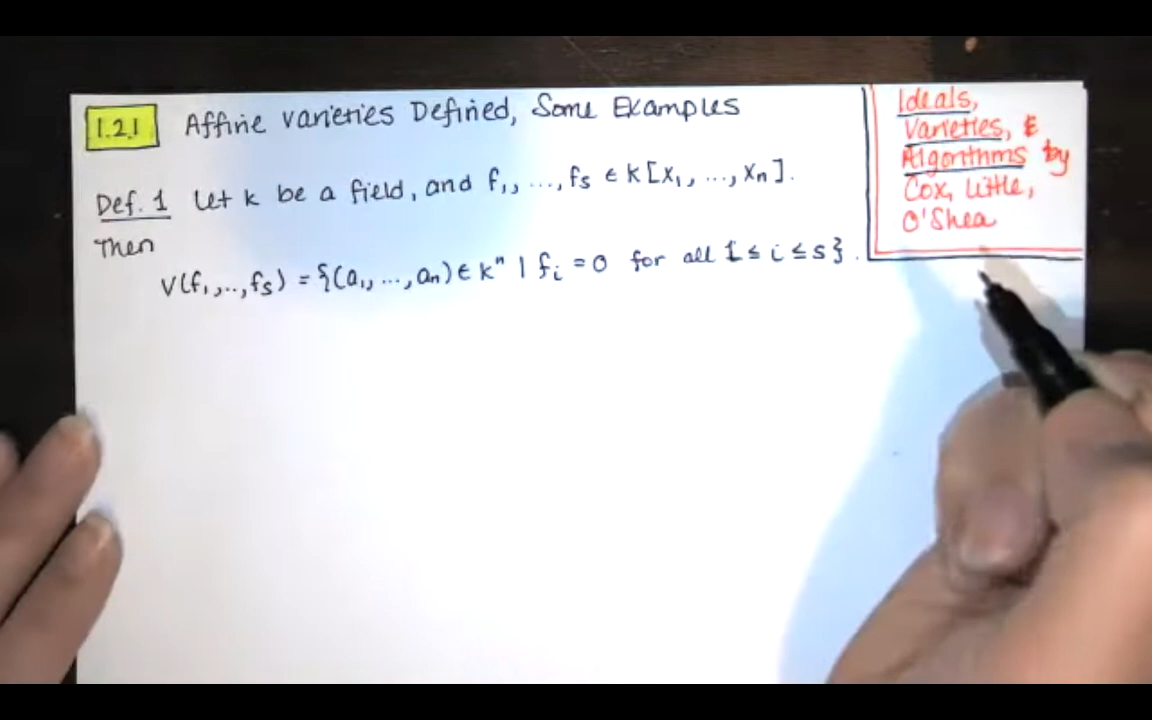 1.2.1 Affine Varieties Defined, Some Examples
Def. 1 Let k be a field, and f₁, ..., fs ∈ k[x₁, ..., xn].
Then
V(f₁,..,fs) = {(a₁, ..., an) ∈ kⁿ | fi = 0 for all 1 ≤ i ≤ s}.
Ideals,
Varieties, &
Algorithms by
Cox, Little,
O'Shea